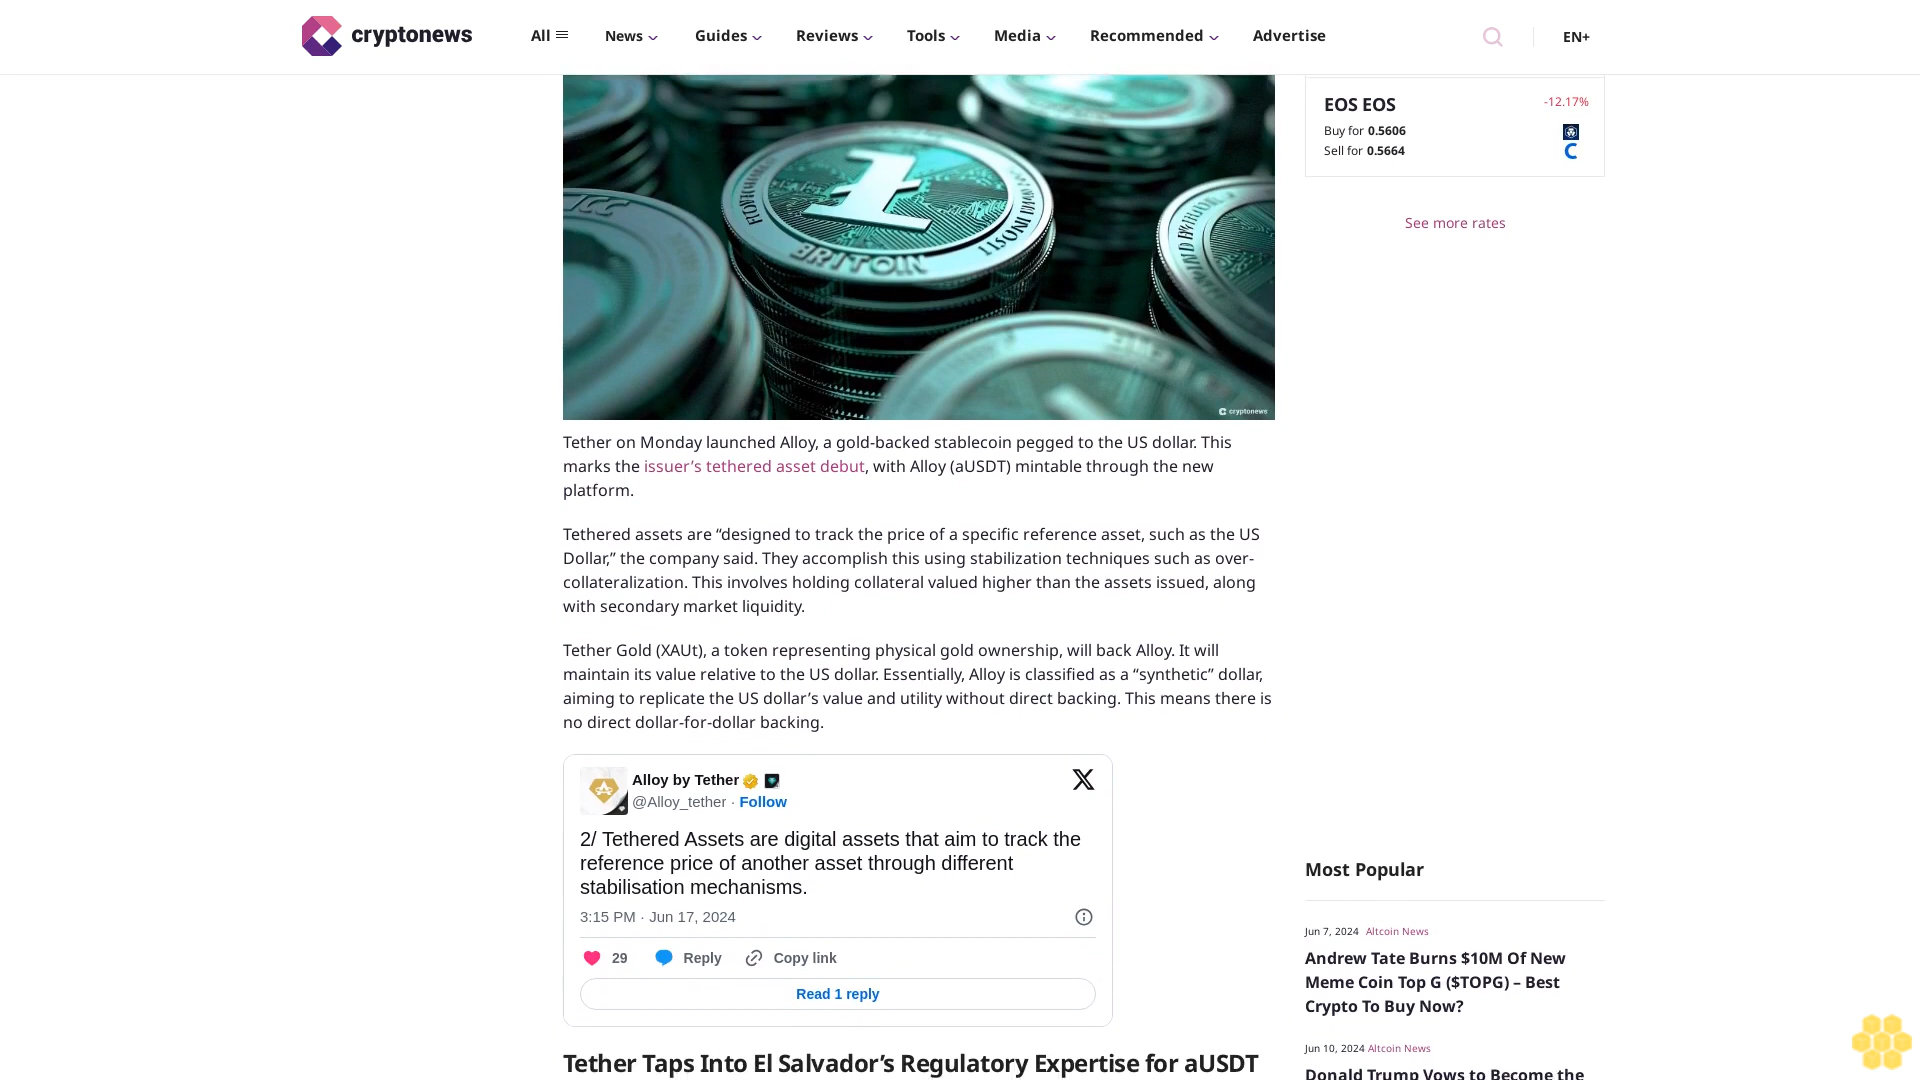 cryptonews
All
News
Guides
Reviews
Tools
Media
Recommended
Advertise
EN+
EOS EOS
-12.17%
Buy for 0.5606
Sell for 0.5664
See more rates
BRITOIN
cryptonews
Tether on Monday launched Alloy, a gold-backed stablecoin pegged to the US dollar. This
marks the issuer’s tethered asset debut, with Alloy (aUSDT) mintable through the new
platform.
Tethered assets are “designed to track the price of a specific reference asset, such as the US
Dollar,” the company said. They accomplish this using stabilization techniques such as over-
collateralization. This involves holding collateral valued higher than the assets issued, along
with secondary market liquidity.
Tether Gold (XAUt), a token representing physical gold ownership, will back Alloy. It will
maintain its value relative to the US dollar. Essentially, Alloy is classified as a “synthetic” dollar,
aiming to replicate the US dollar’s value and utility without direct backing. This means there is
no direct dollar-for-dollar backing.
Alloy by Tether
@Alloy_tether · Follow
2/ Tethered Assets are digital assets that aim to track the
reference price of another asset through different
stabilisation mechanisms.
3:15 PM · Jun 17, 2024
29 Reply Copy link
Read 1 reply
Tether Taps Into El Salvador’s Regulatory Expertise for aUSDT
Most Popular
Jun 7, 2024 Altcoin News
Andrew Tate Burns $10M Of New
Meme Coin Top G ($TOPG) – Best
Crypto To Buy Now?
Jun 10, 2024 Altcoin News
Donald Trump Vows to Become the